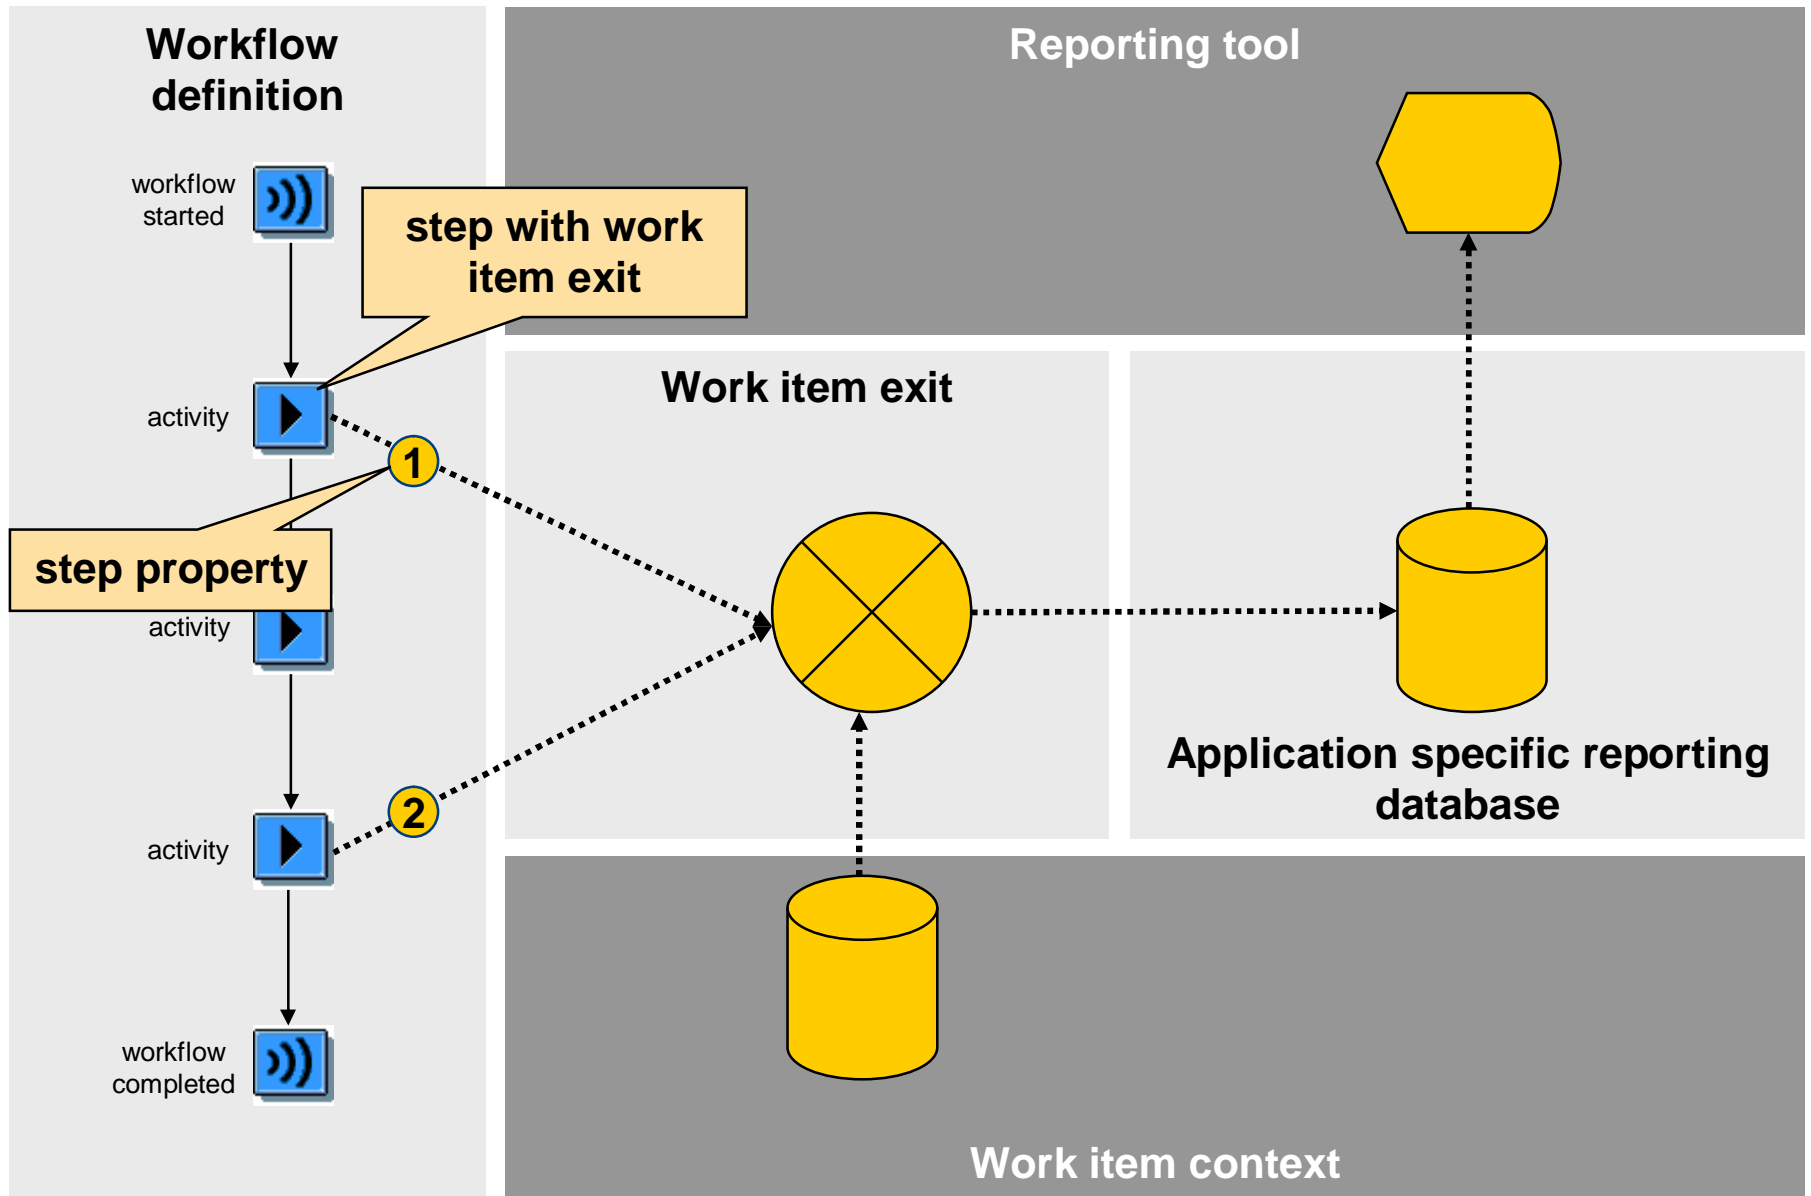 Workflow
definition
Reporting tool
workflow
started
step with work
item exit
activity
Work item exit
1
step property
activity
Application specific reporting
database
2
activity
workflow
completed
Work item context